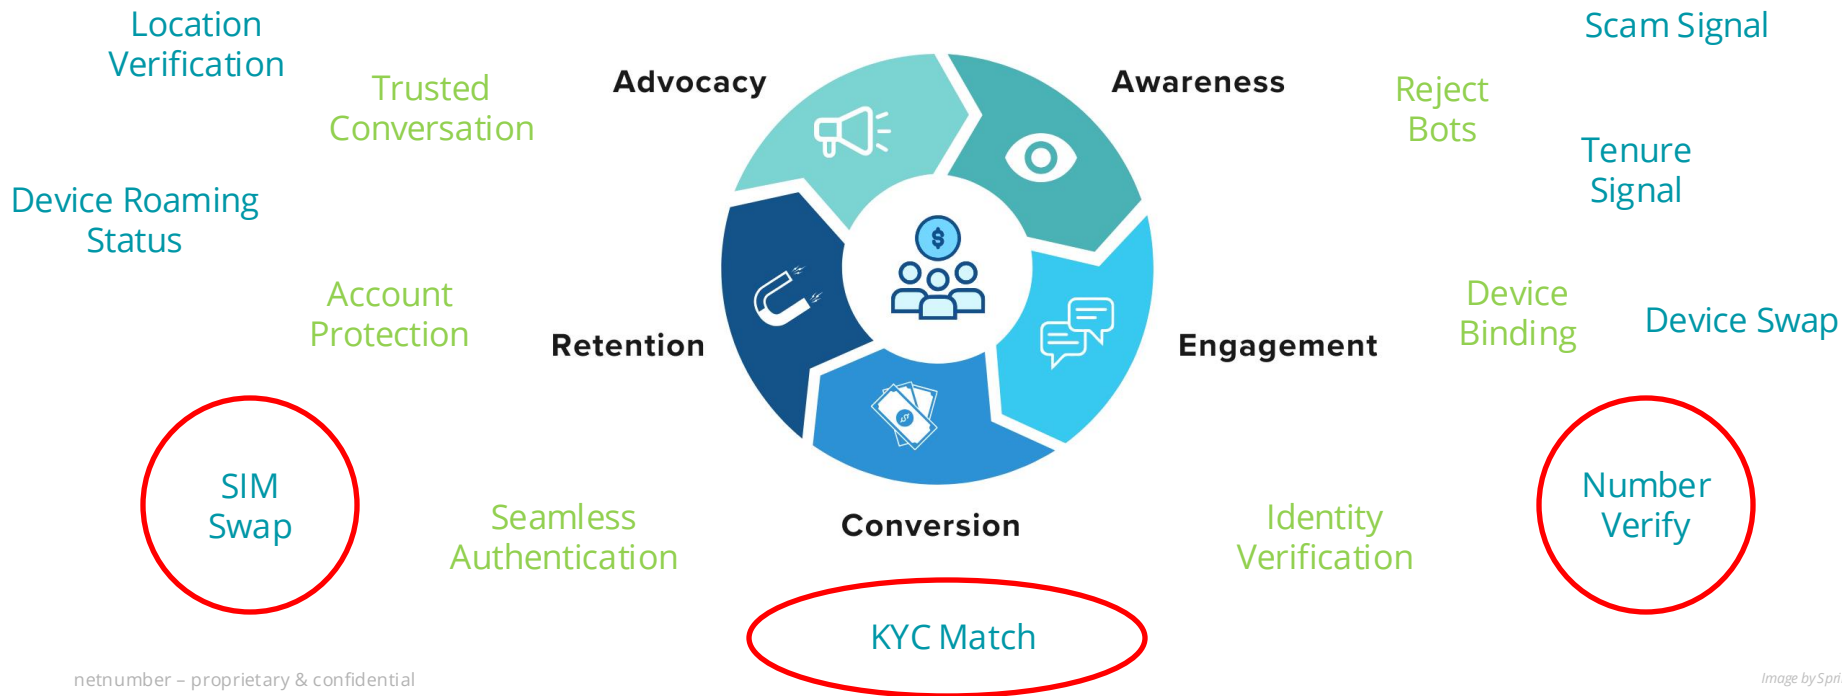 Location
Verification
Scam Signal
Trusted
Conversation
Advocacy
Awareness
Reject
Bots
Tenure
Signal
Device Roaming
Status
$
Account
Protection
Retention
Engagement
Device
Binding
Device Swap
SIM
Swap
Seamless
Authentication
Conversion
Identity
Verification
Number
Verify
KYC Match
netnumber – proprietary & confidential
Image by